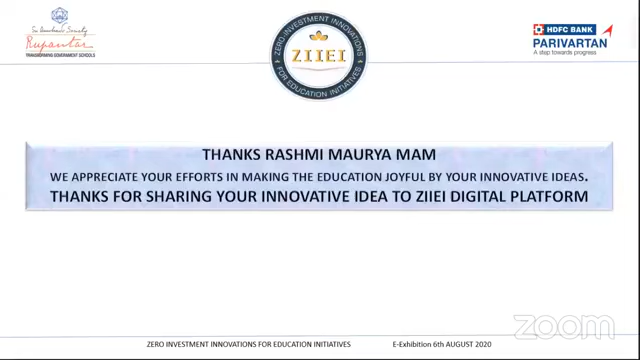 Sri Aurobindo Society
Rupantar
TRANSFORMING GOVERNMENT SCHOOLS
ZERO INVESTMENT INNOVATIONS
ZIIEI
FOR EDUCATION INITIATIVES
HDFC BANK
PARIVARTAN
A step towards progress
THANKS RASHMI MAURYA MAM
WE APPRECIATE YOUR EFFORTS IN MAKING THE EDUCATION JOYFUL BY YOUR INNOVATIVE IDEAS.
THANKS FOR SHARING YOUR INNOVATIVE IDEA TO ZIIEI DIGITAL PLATFORM
zoom
ZERO INVESTMENT INNOVATIONS FOR EDUCATION INITIATIVES E-Exhibition 6th AUGUST 2020